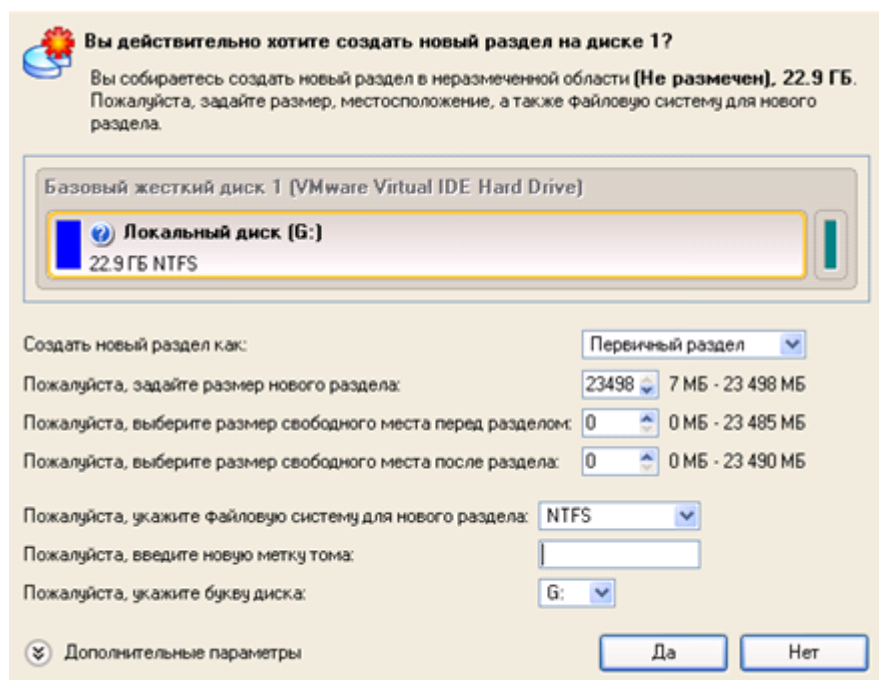 Вы действительно хотите создать новый раздел на диске 1?
Вы собираетесь создать новый раздел в неразмеченной области (Не размечен), 22.9 ГБ.
Пожалуйста, задайте размер, местосположение, а также файловую систему для нового
раздела.
Базовый жесткий диск 1 (VMware Virtual IDE Hard Drive)
Локальный диск (G:)
22.9 ГБ NTFS
Создать новый раздел как: Первичный раздел
Пожалуйста, задайте размер нового раздела: 23498 7 МБ - 23 498 МБ
Пожалуйста, выберите размер свободного места перед разделом: 0 0 МБ - 23 485 МБ
Пожалуйста, выберите размер свободного места после раздела: 0 0 МБ - 23 490 МБ
Пожалуйста, укажите файловую систему для нового раздела: NTFS
Пожалуйста, введите новую метку тома:
Пожалуйста, укажите букву диска: G:
Дополнительные параметры Да Нет